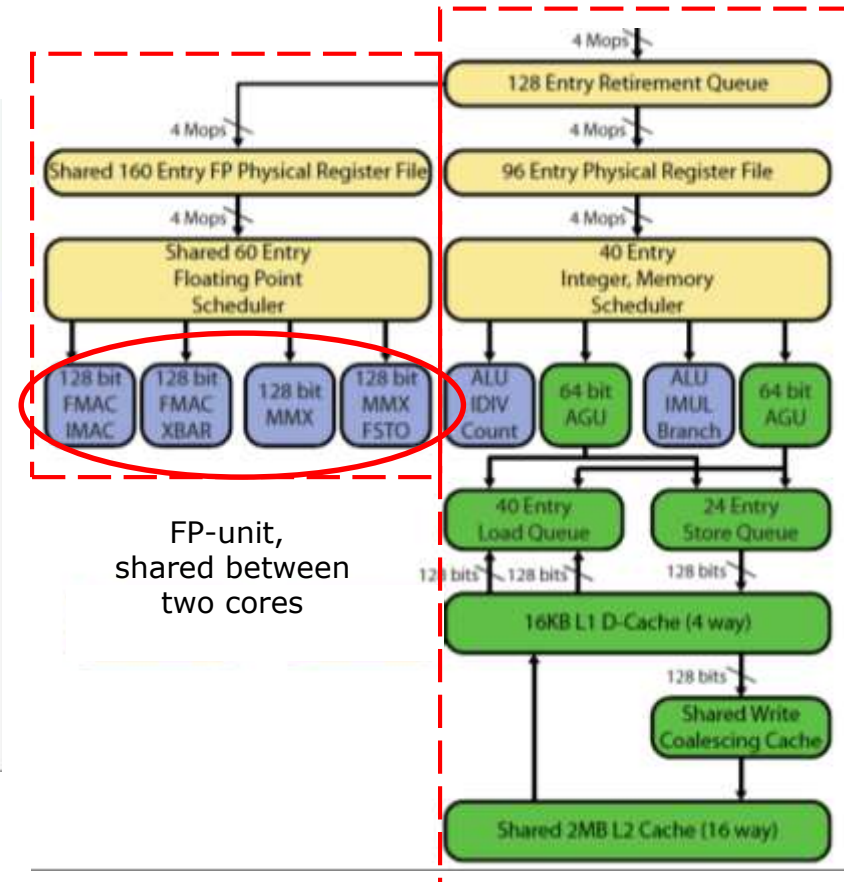 4 Mops
128 Entry Retirement Queue
4 Mops
4 Mops
Shared 160 Entry FP Physical Register File
96 Entry Physical Register File
4 Mops
4 Mops
Shared 60 Entry
Floating Point
Scheduler
40 Entry
Integer, Memory
Scheduler
128 bit
FMAC
IMAC
128 bit
FMAC
XBAR
128 bit
MMX
128 bit
MMX
FSTO
ALU
IDIV
Count
64 bit
AGU
ALU
IMUL
Branch
64 bit
AGU
FP-unit,
shared between
two cores
40 Entry
Load Queue
24 Entry
Store Queue
128 bits
128 bits
128 bits
16KB L1 D-Cache (4 way)
128 bits
Shared Write
Coalescing Cache
Shared 2MB L2 Cache (16 way)